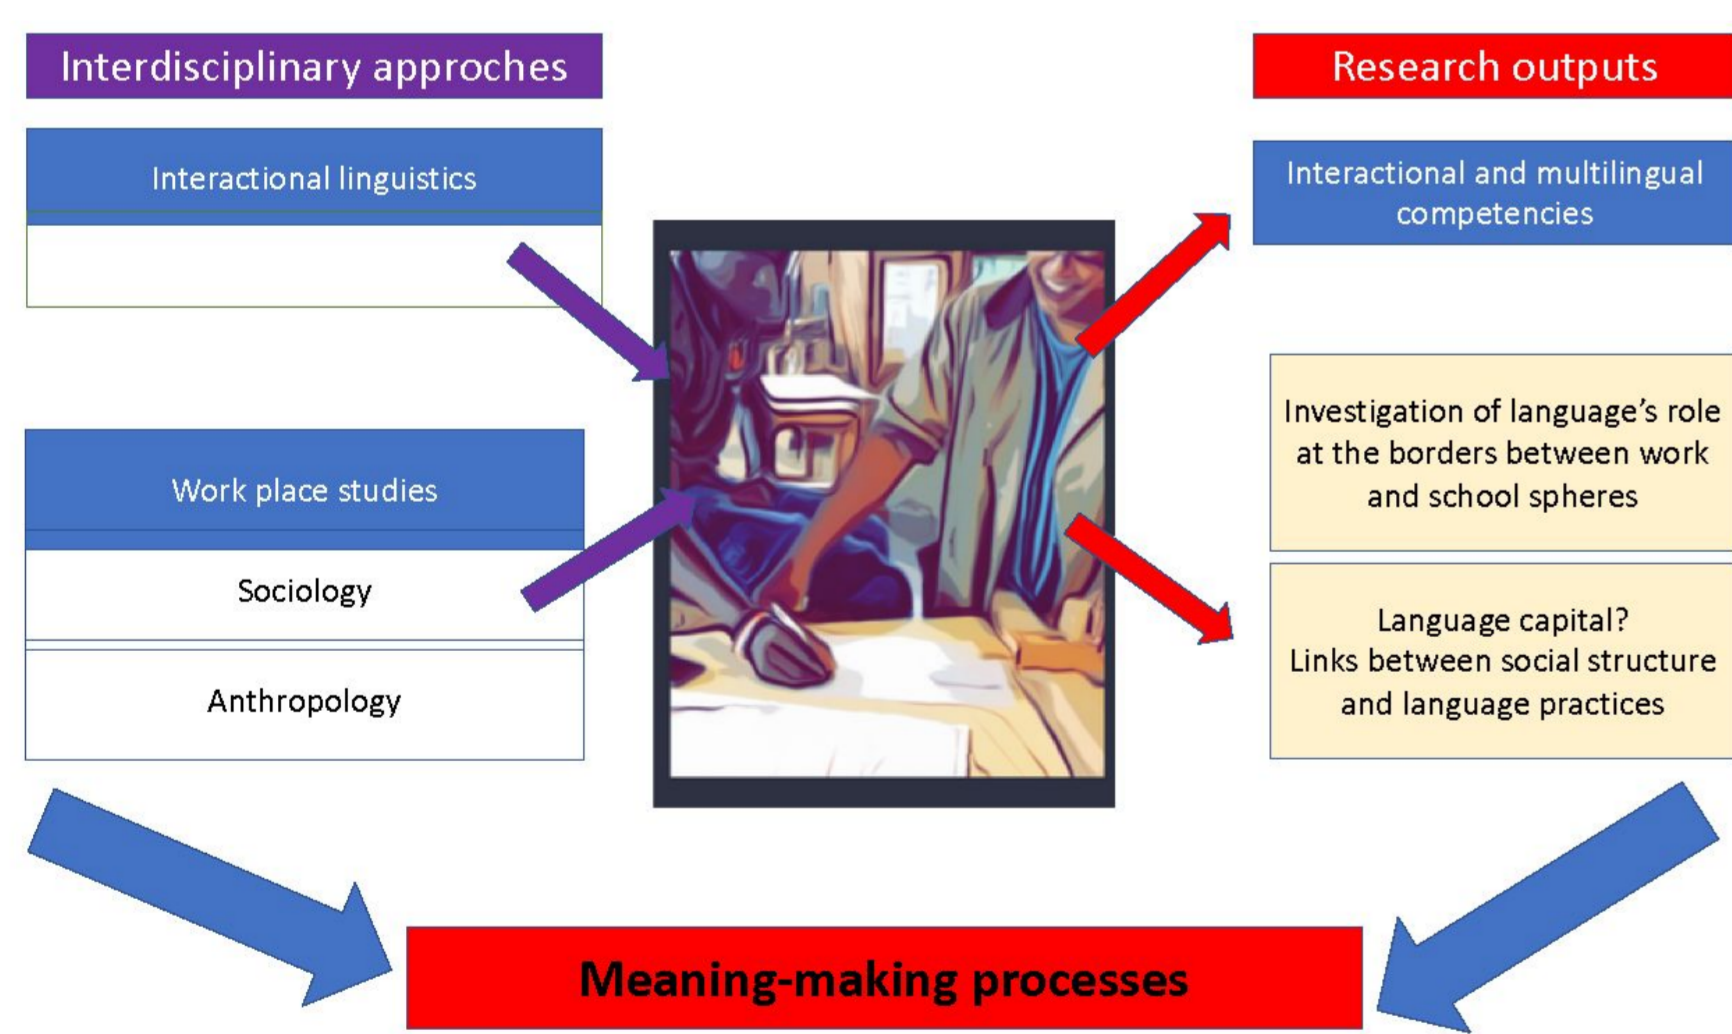 Interdisciplinary approches
Interactional linguistics
Work place studies
Sociology
Anthropology
Research outputs
Interactional and multilingual
competencies
Investigation of language’s role
at the borders between work
and school spheres
Language capital?
Links between social structure
and language practices
Meaning-making processes